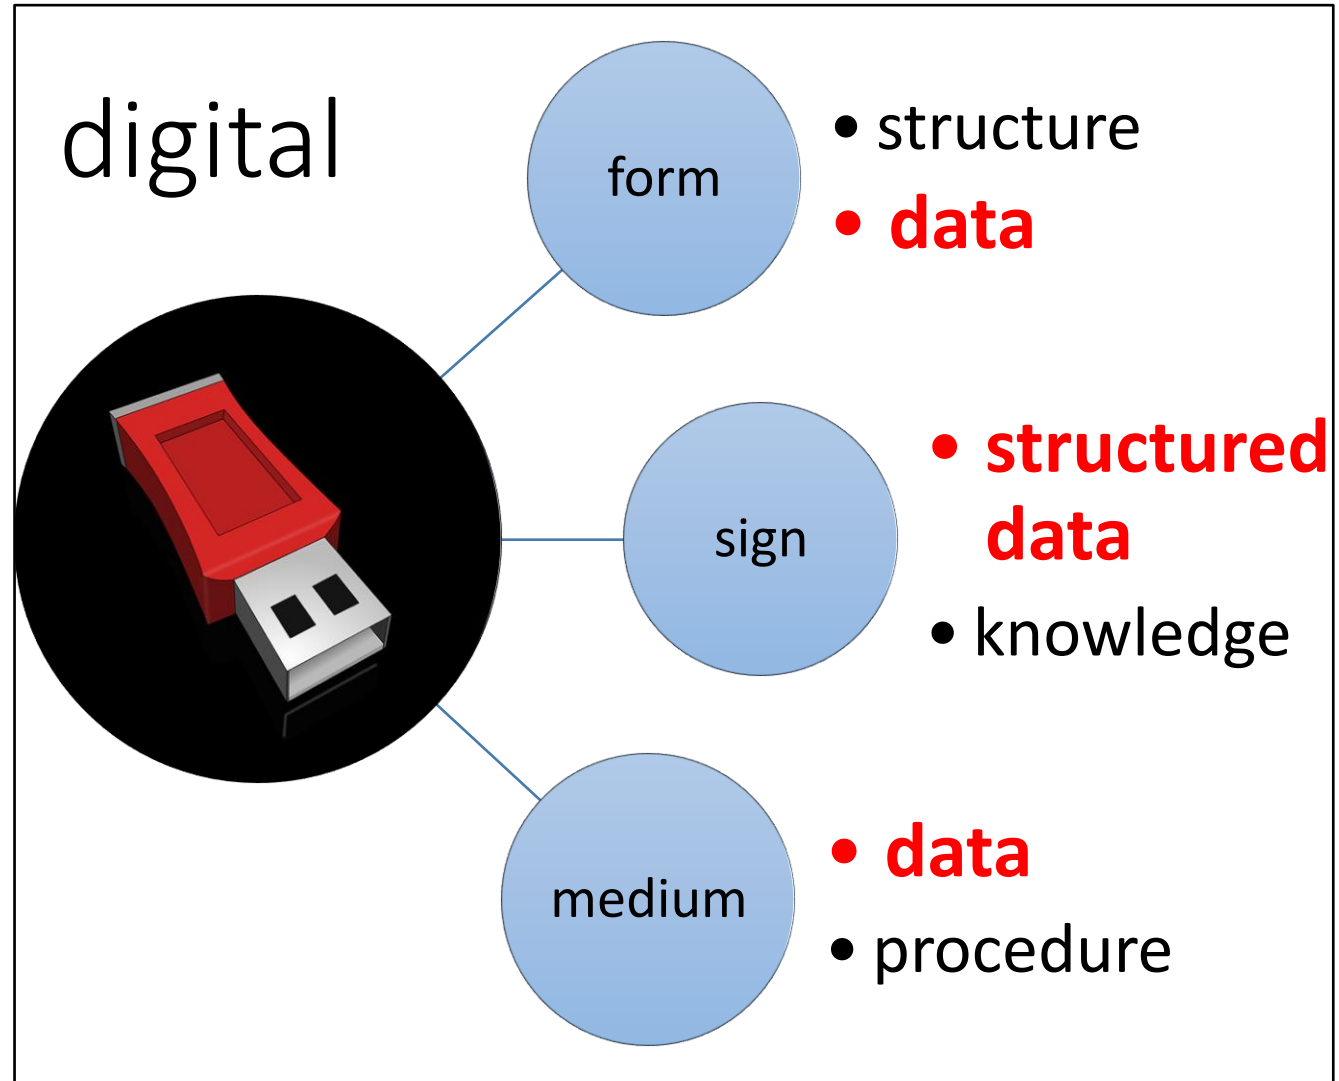 digital
form
• structure
• data
sign
• structured
data
• knowledge
medium
• data
• procedure